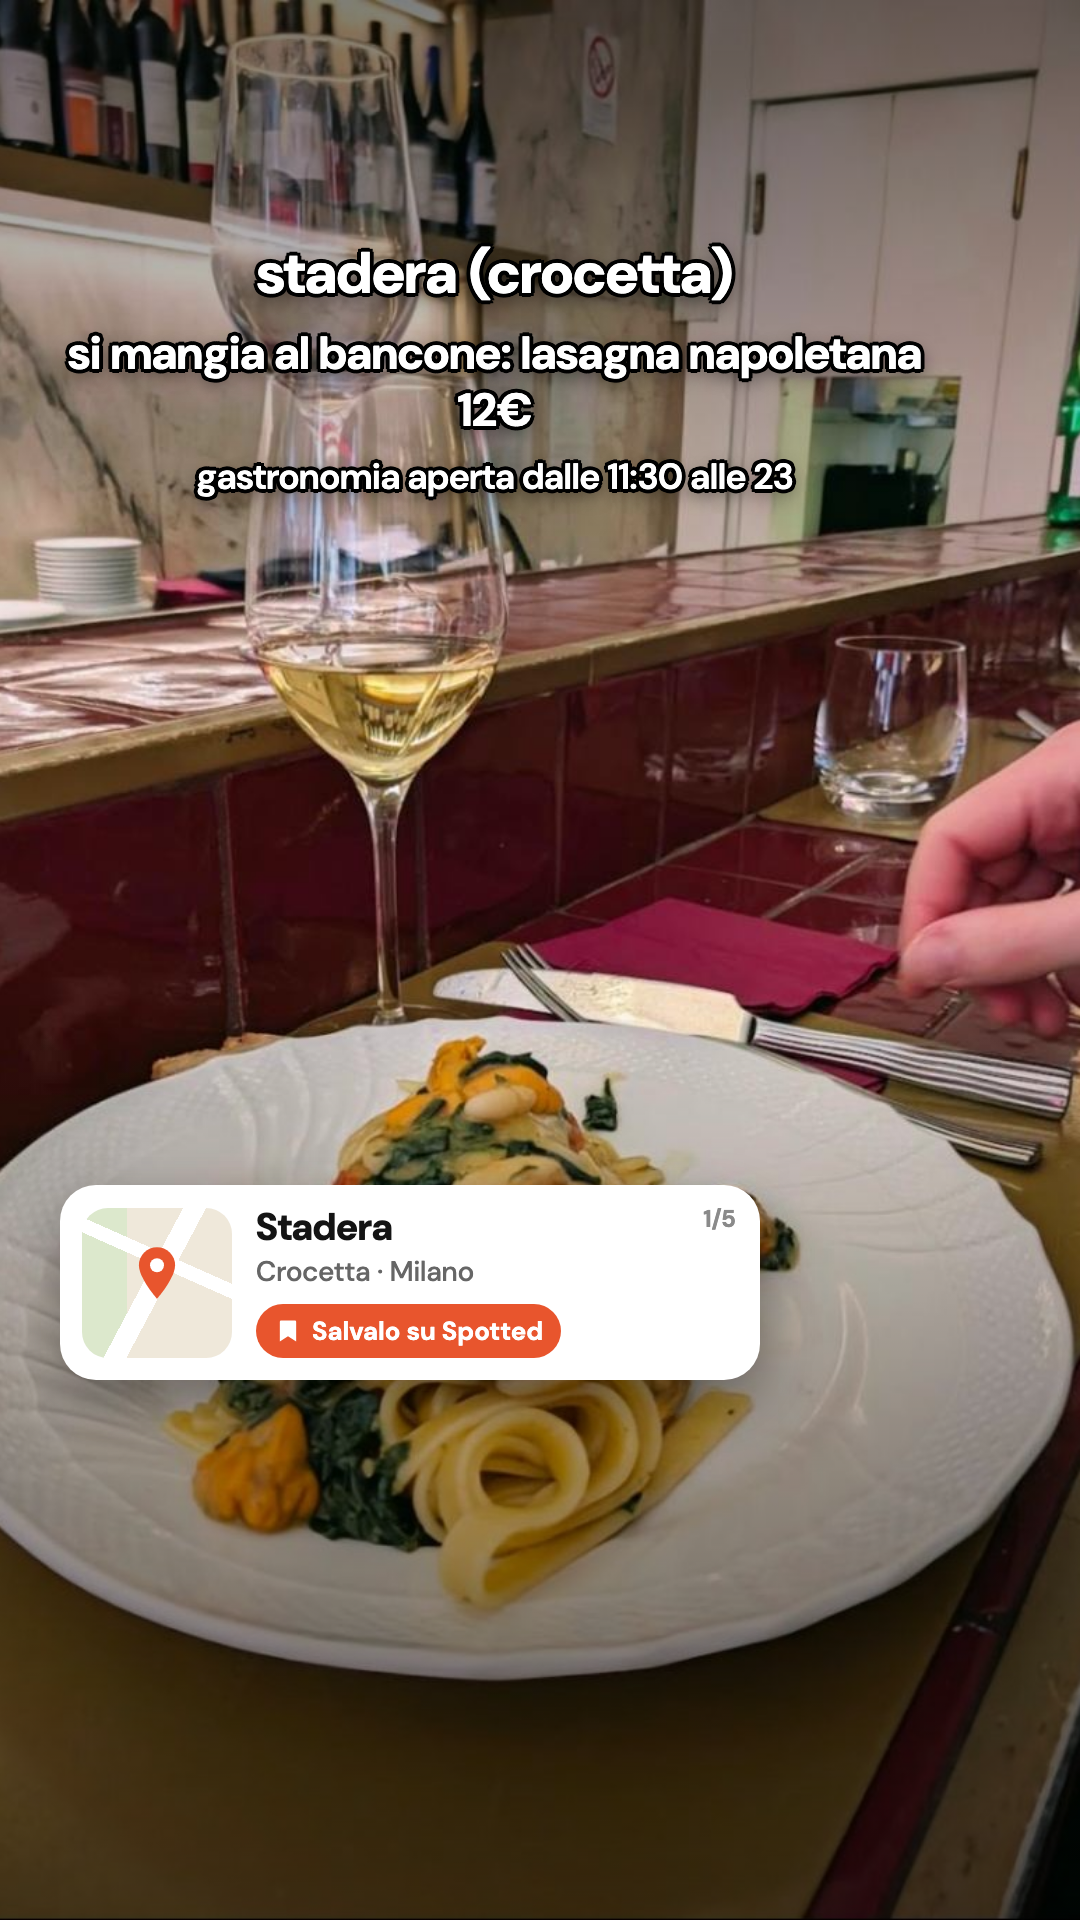 stadera (crocetta)
si mangia al bancone: lasagna napoletana
12€
gastronomia aperta dalle 11:30 alle 23
Stadera
1/5
Crocetta · Milano
Salvalo su Spotted